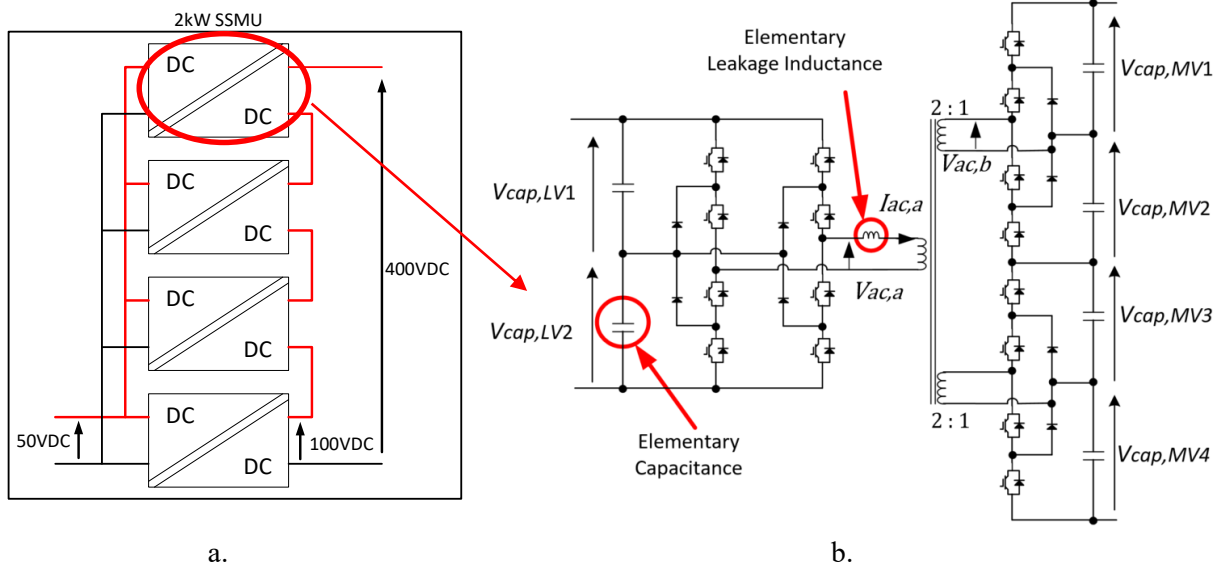 2kW SSMU
DC
DC
DC
DC
DC
DC
DC
DC
50VDC
100VDC
400VDC
a.
Elementary
Leakage Inductance
Vcap,LV1
Vcap,LV2
Iac,a
Vac,a
Elementary
Capacitance
2 : 1
Vac,b
2 : 1
Vcap,MV1
Vcap,MV2
Vcap,MV3
Vcap,MV4
b.